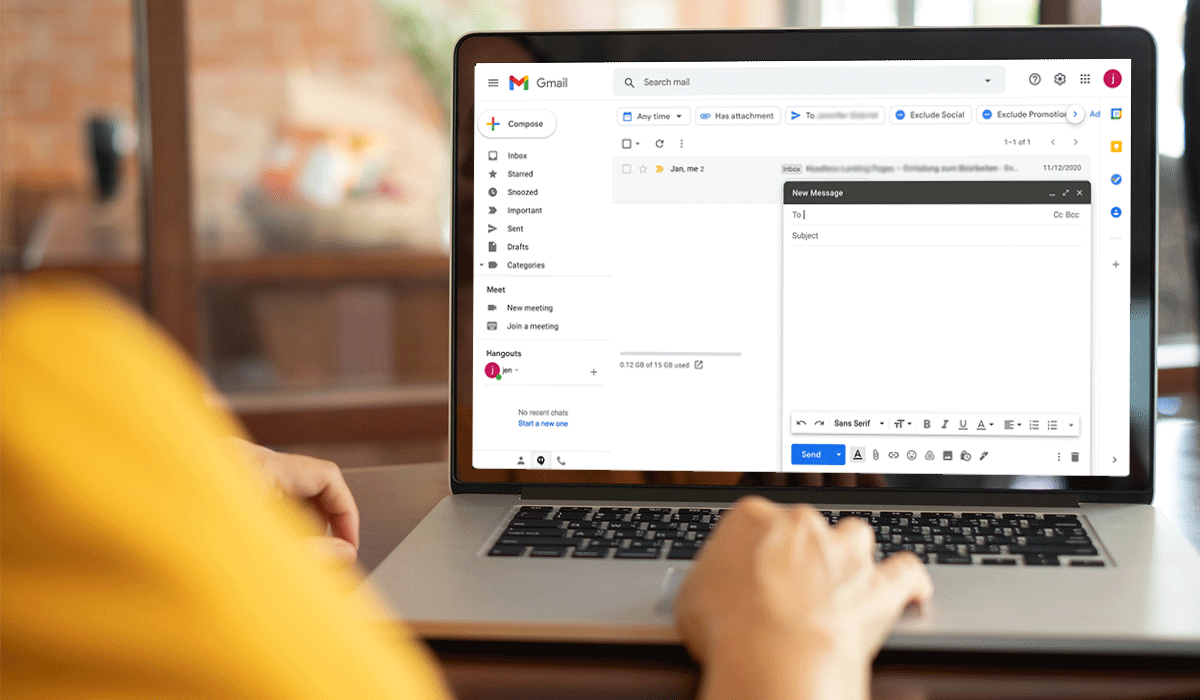 Gmail
Search mail
Compose
Any time
Has attachment
To
Exclude Social
Exclude Promotion
Ad
1–1 of 1
Inbox
Starred
Snoozed
Important
Sent
Drafts
Categories
Jan, me 2
Inbox
11/12/2020
New Message
To
Cc Bcc
Subject
Meet
New meeting
Join a meeting
Hangouts
j
jen
No recent chats
Start a new one
0.12 GB of 15 GB used
Sans Serif
B I U A
Send
A
j